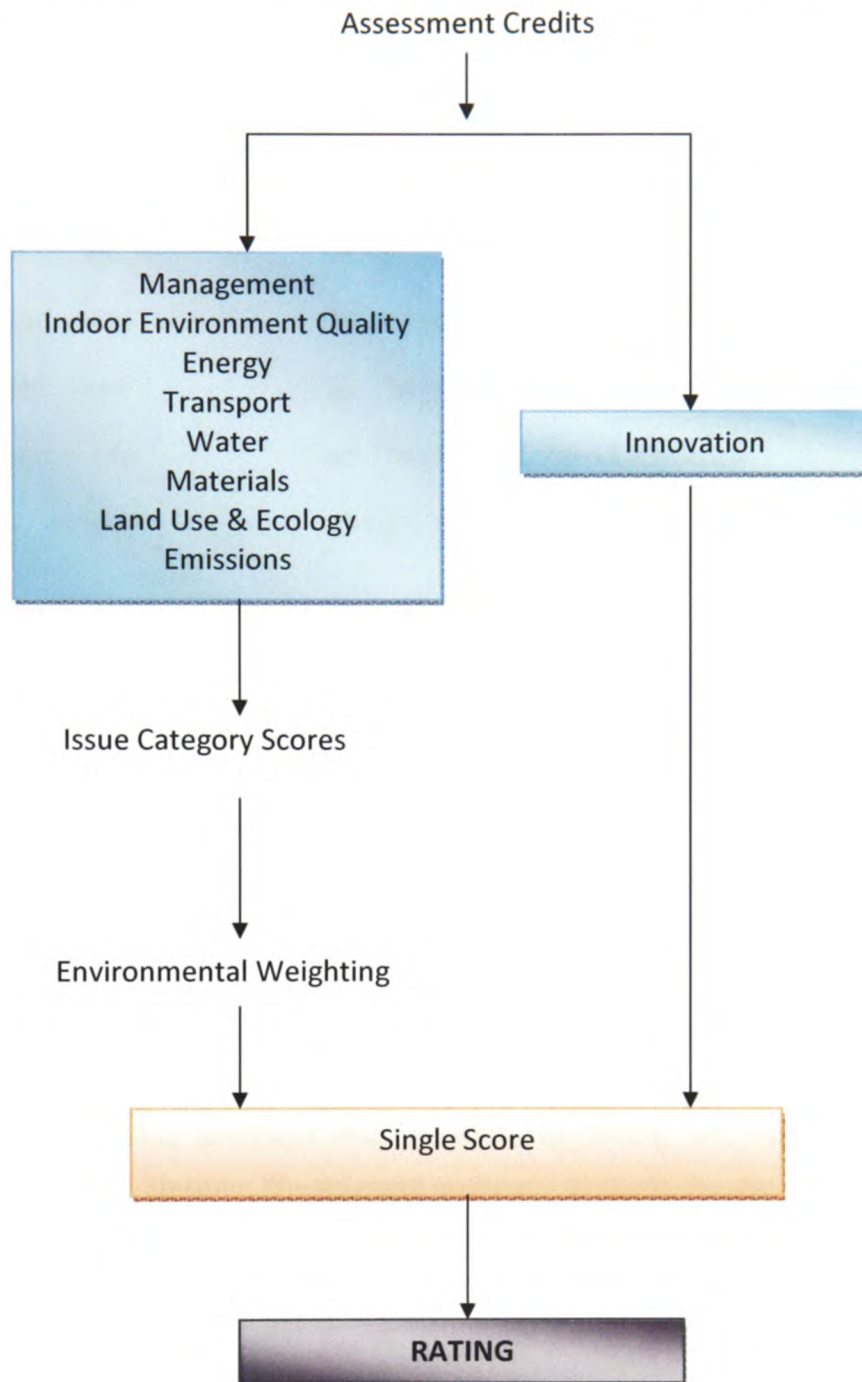 Assessment Credits
Management
Indoor Environment Quality
Energy
Transport
Water
Materials
Land Use & Ecology
Emissions
Innovation
Issue Category Scores
Environmental Weighting
Single Score
RATING